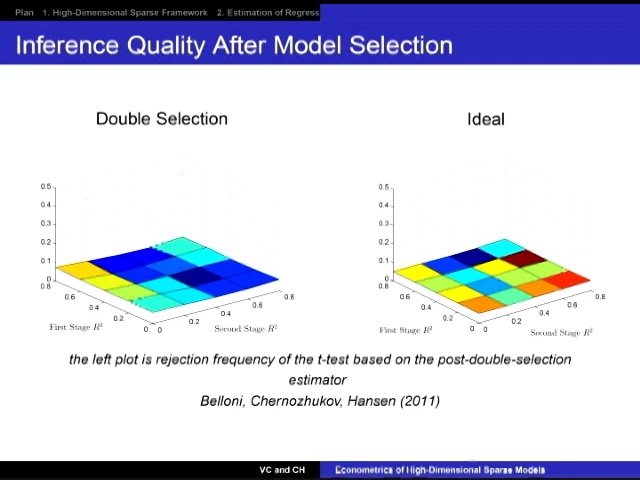 Plan 1. High-Dimensional Sparse Framework 2. Estimation of Regress
Inference Quality After Model Selection
Double Selection
Ideal
0.5
0.4
0.3
0.2
0.1
0
0.8
0.6
0.4
0.2
0
0
0.2
0.4
0.6
0.8
First Stage R²
Second Stage R²
0.5
0.4
0.3
0.2
0.1
0
0.8
0.6
0.4
0.2
0
0
0.2
0.4
0.6
0.8
First Stage R²
Second Stage R²
the left plot is rejection frequency of the t-test based on the post-double-selection
estimator
Belloni, Chernozhukov, Hansen (2011)
VC and CH
Econometrics of High-Dimensional Sparse Models